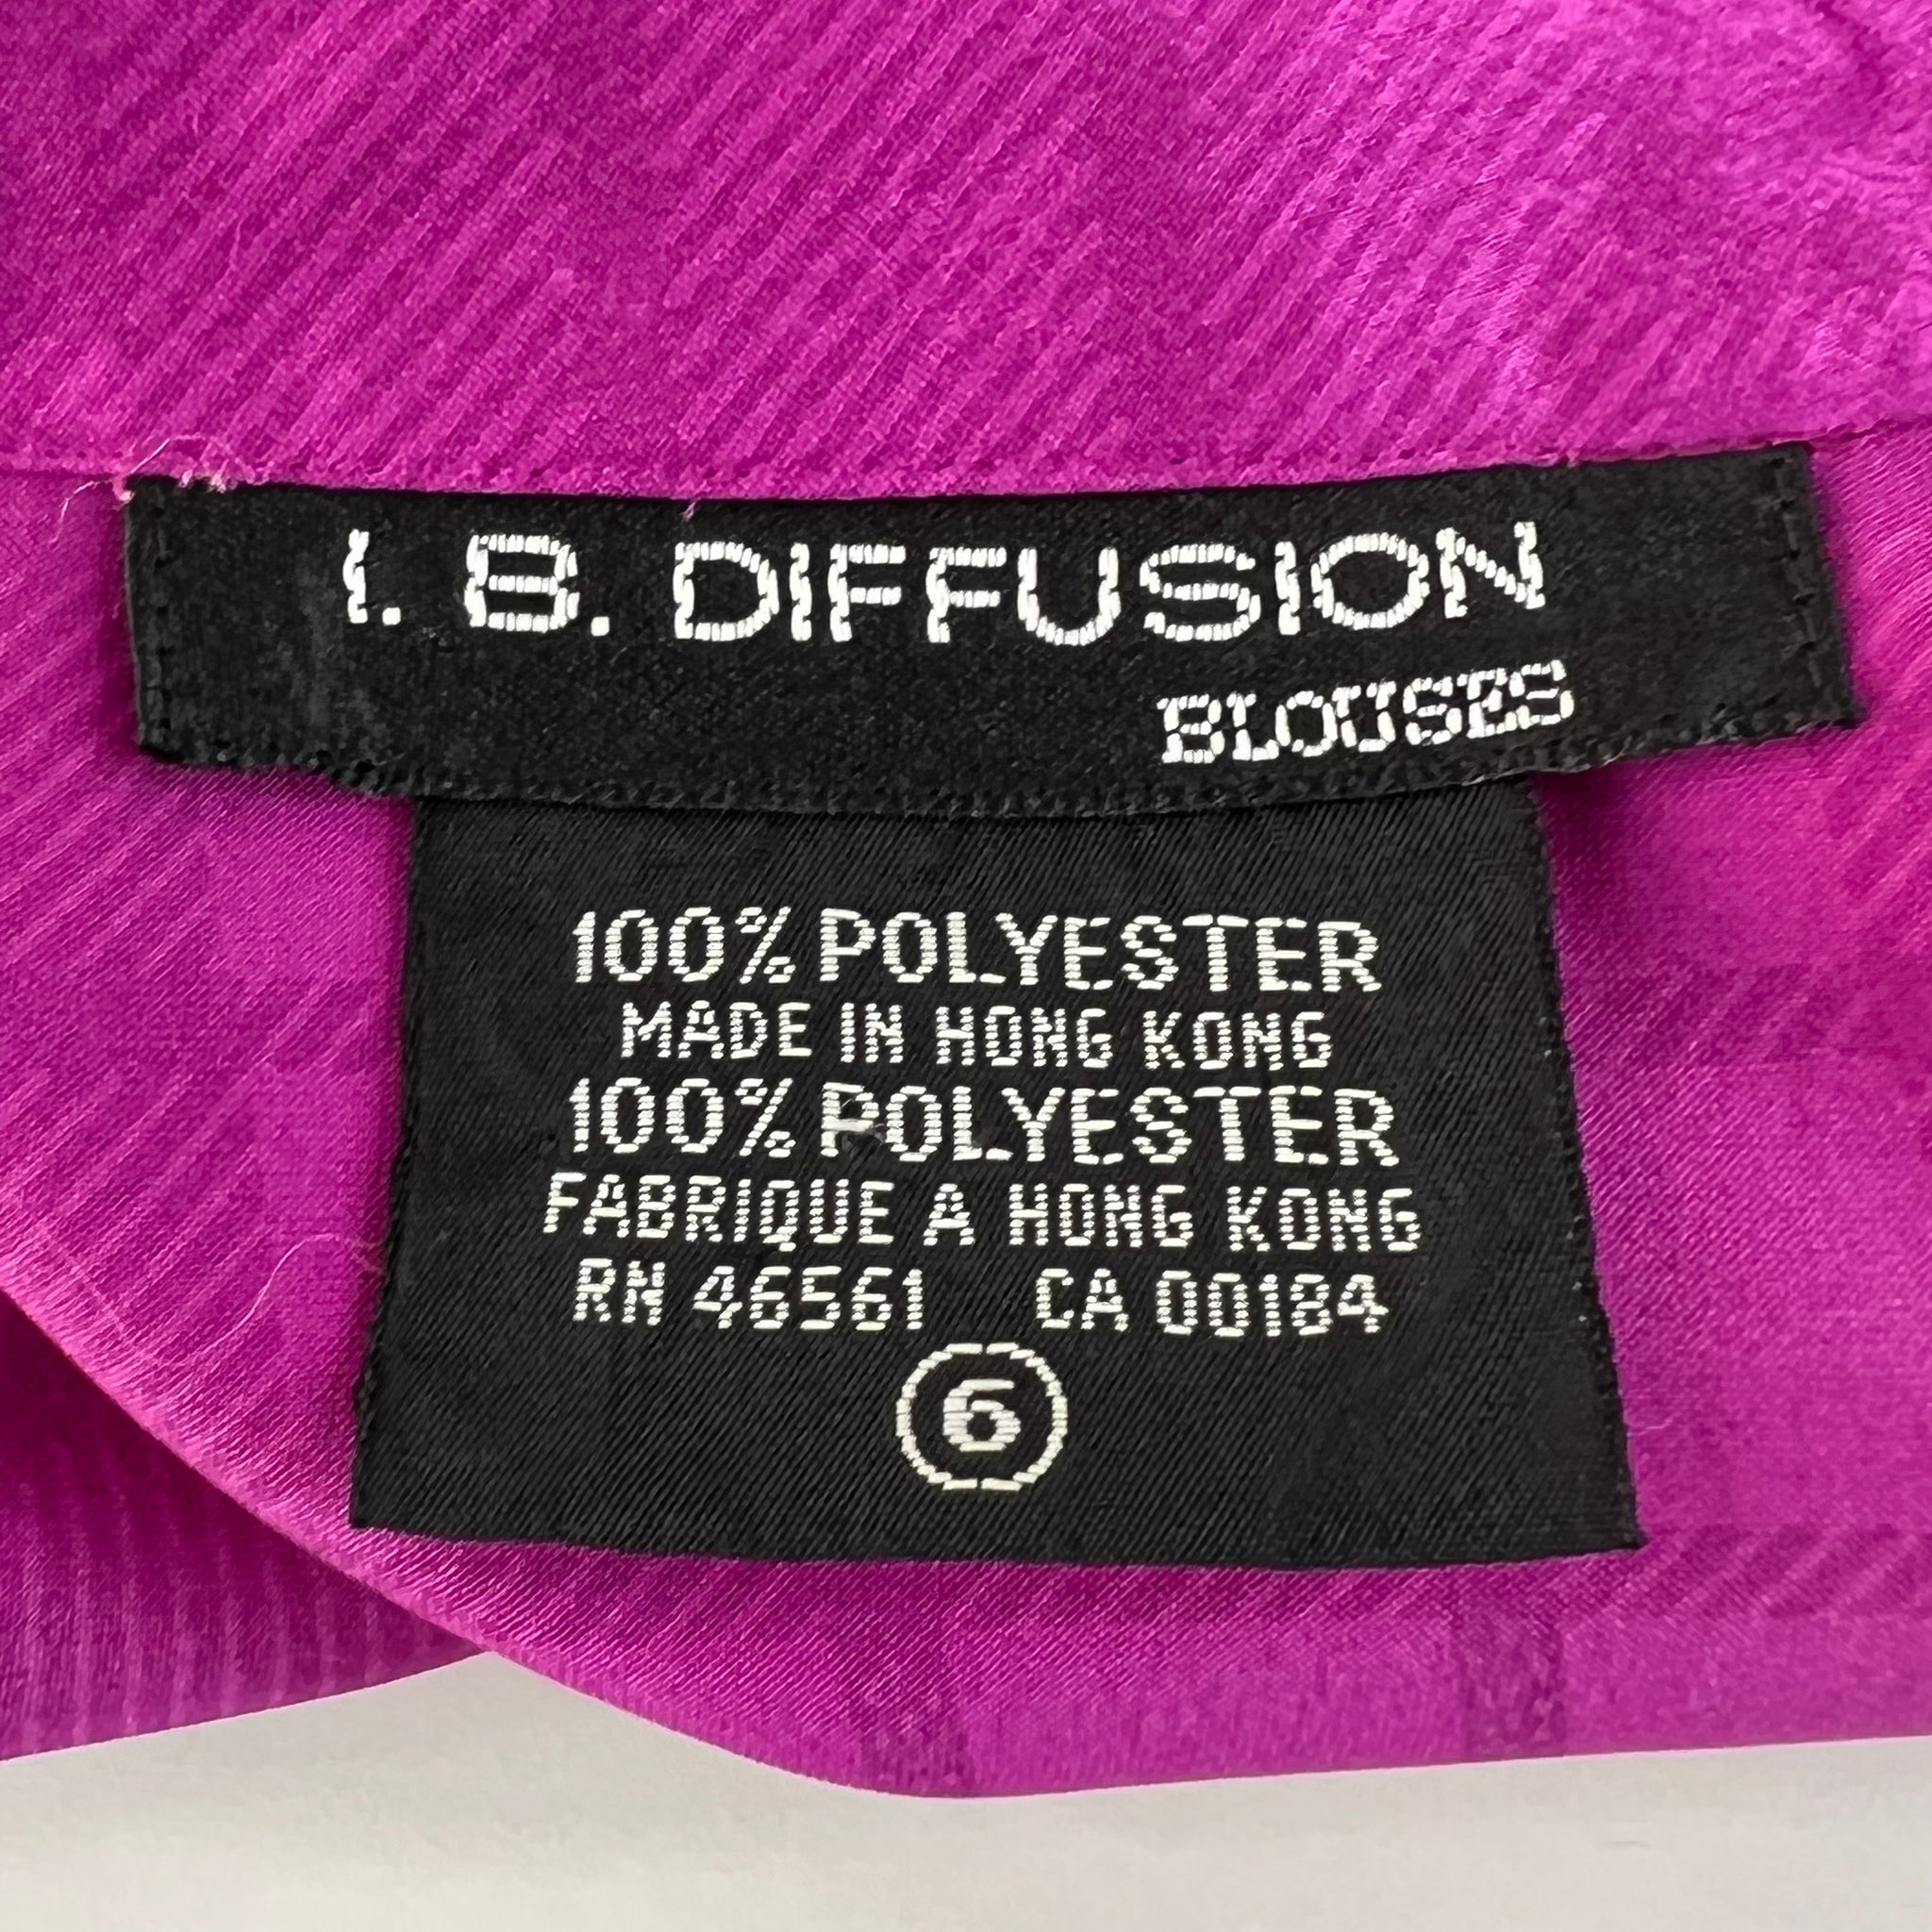 I. B. DIFFUSION
BLOUSES
100% POLYESTER
MADE IN HONG KONG
100% POLYESTER
FABRIQUE A HONG KONG
RN 46561 CA 00184
6